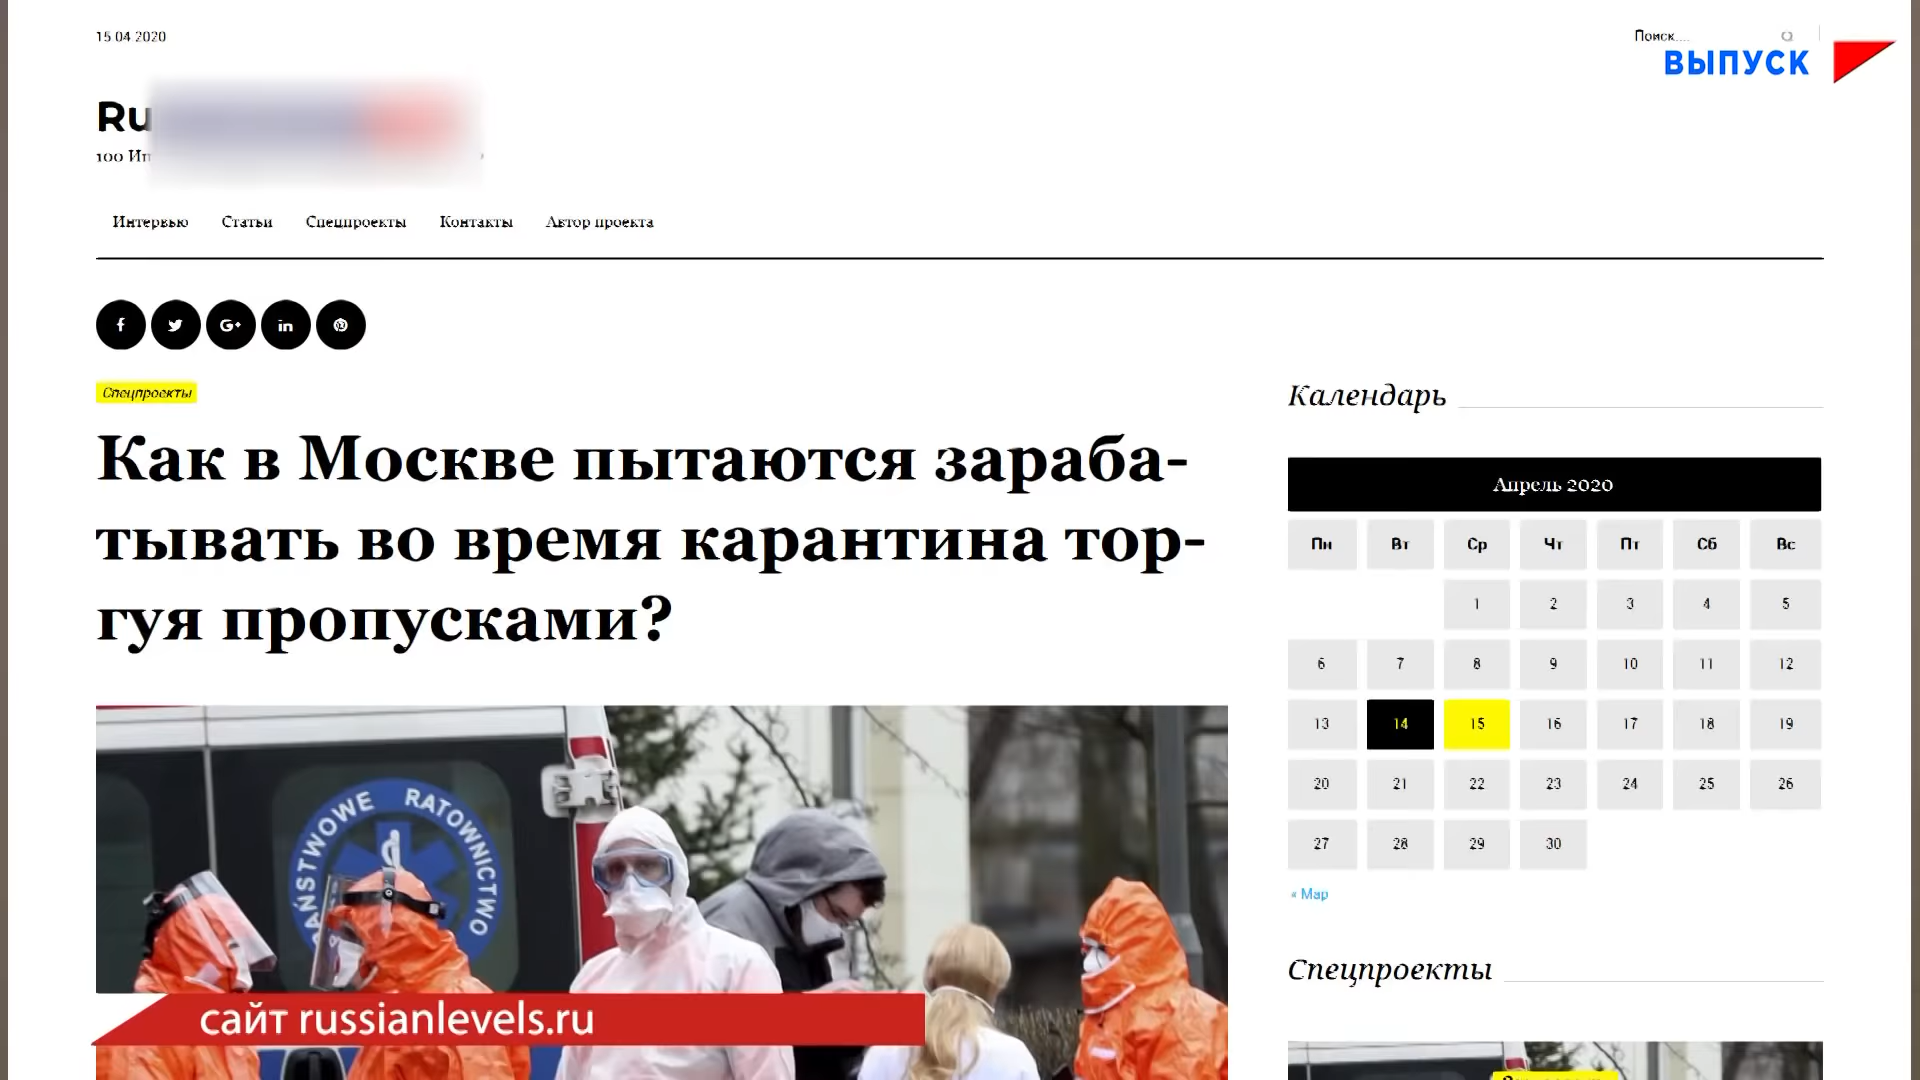 15 04 2020
Поиск....
ВЫПУСК
Ru
100
Интервью Статьи Спецпроекты Контакты Автор проекта
Спецпроекты
Как в Москве пытаются зараба-
тывать во время карантина тор-
гуя пропусками?
Календарь
Апрель 2020
Пн Вт Ср Чт Пт Сб Вс
1 2 3 4 5
6 7 8 9 10 11 12
13 14 15 16 17 18 19
20 21 22 23 24 25 26
27 28 29 30
« Мар
Спецпроекты
RATOWNICTWO
сайт russianlevels.ru